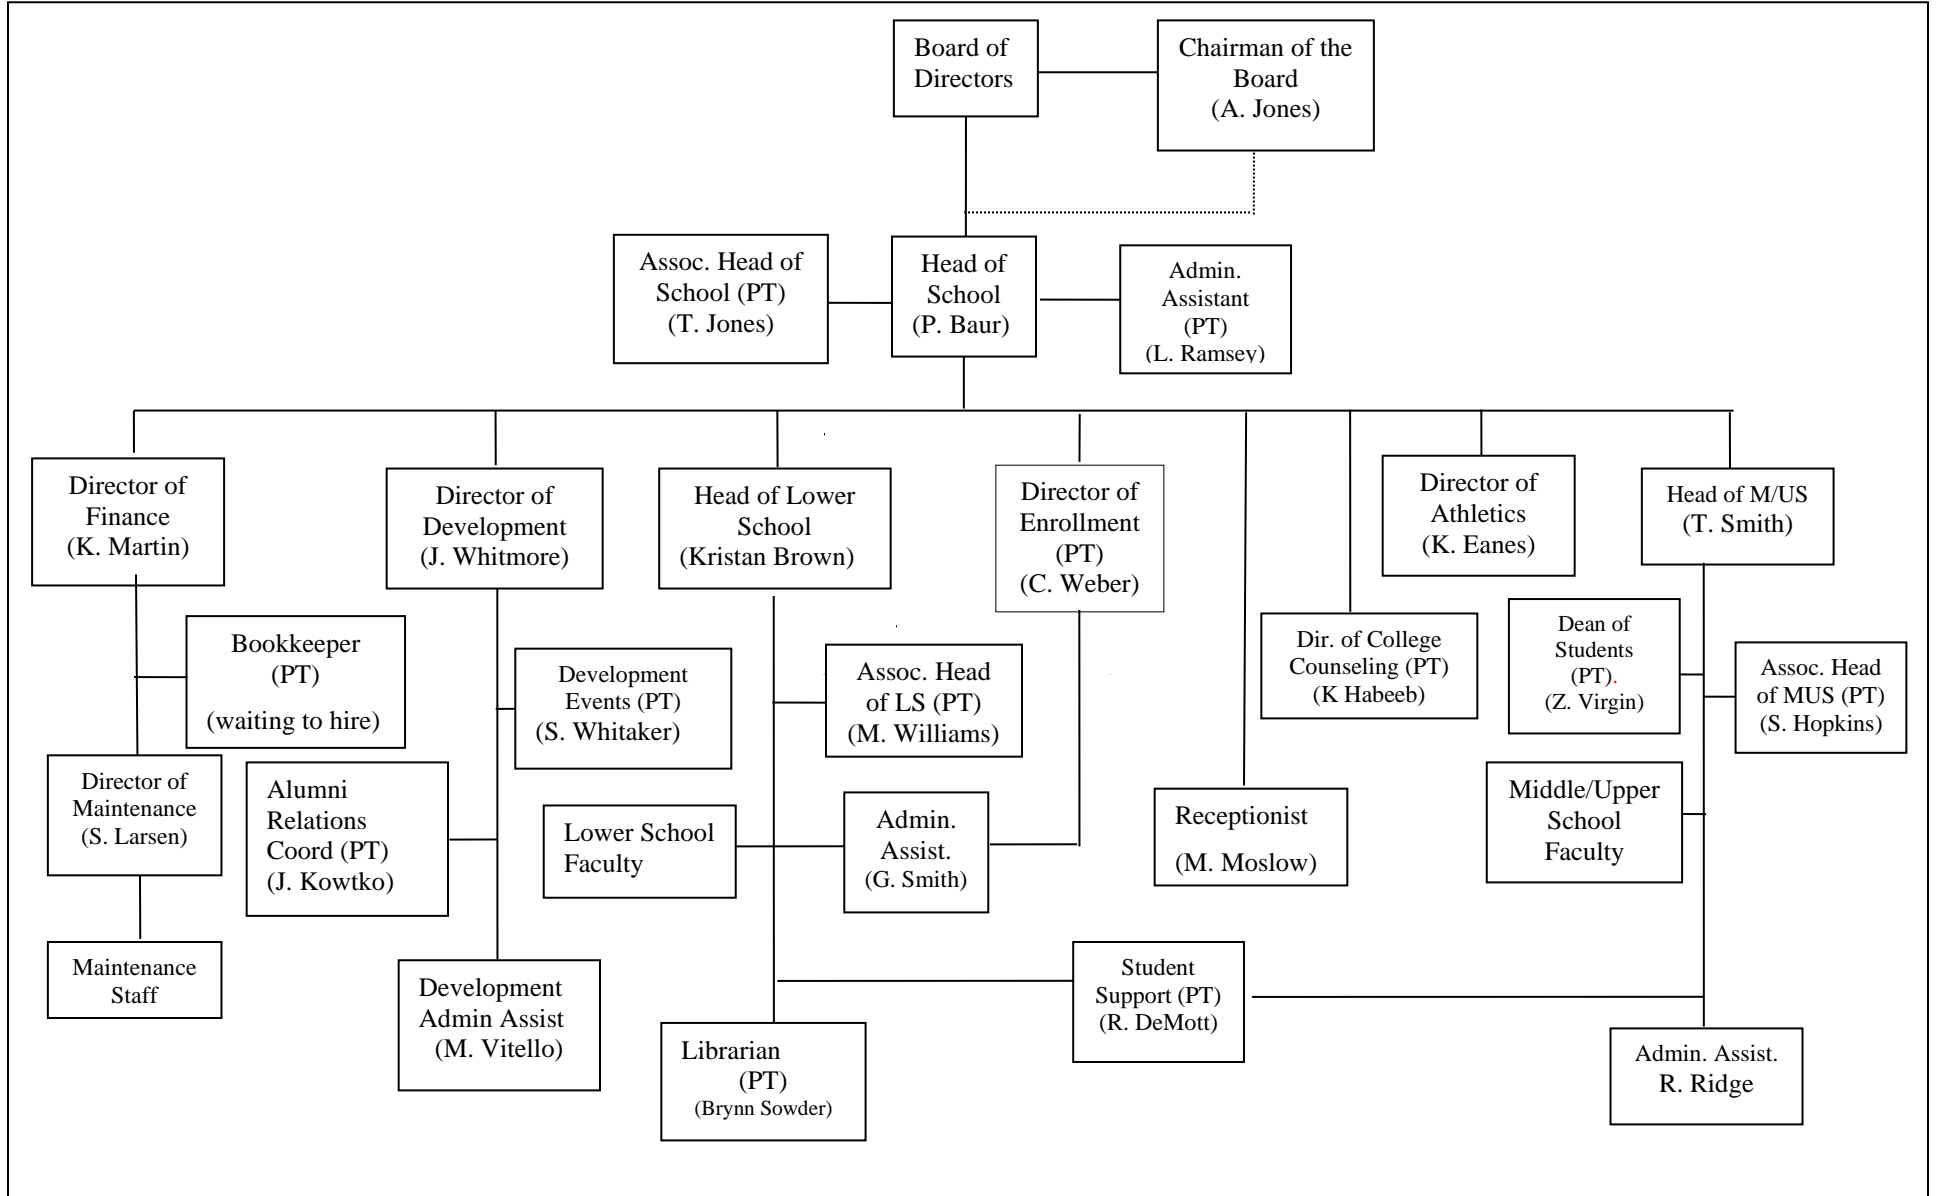 Board of
Directors
Chairman of the
Board
(A. Jones)
Assoc. Head of
School (PT)
(T. Jones)
Head of
School
(P. Baur)
Admin.
Assistant
(PT)
(L. Ramsey)
Director of
Finance
(K. Martin)
Director of
Development
(J. Whitmore)
Head of Lower
School
(Kristan Brown)
Director of
Enrollment
(PT)
(C. Weber)
Director of
Athletics
(K. Eanes)
Head of M/US
(T. Smith)
Bookkeeper
(PT)
(waiting to hire)
Development
Events (PT)
(S. Whitaker)
Assoc. Head
of LS (PT)
(M. Williams)
Dir. of College
Counseling (PT)
(K Habeeb)
Dean of
Students
(PT).
(Z. Virgin)
Assoc. Head
of MUS (PT)
(S. Hopkins)
Director of
Maintenance
(S. Larsen)
Alumni
Relations
Coord (PT)
(J. Kowtko)
Lower School
Faculty
Admin.
Assist.
(G. Smith)
Receptionist
(M. Moslow)
Middle/Upper
School
Faculty
Maintenance
Staff
Development
Admin Assist
(M. Vitello)
Student
Support (PT)
(R. DeMott)
Librarian
(PT)
(Brynn Sowder)
Admin. Assist.
R. Ridge